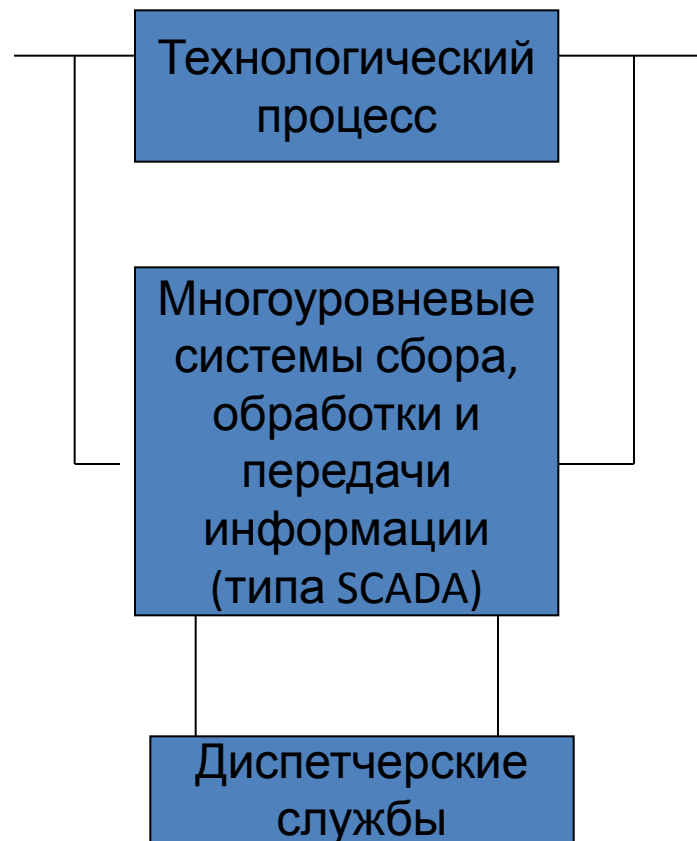 Технологический
процесс
Многоуровневые
системы сбора,
обработки и
передачи
информации
(типа SCADA)
Диспетчерские
службы